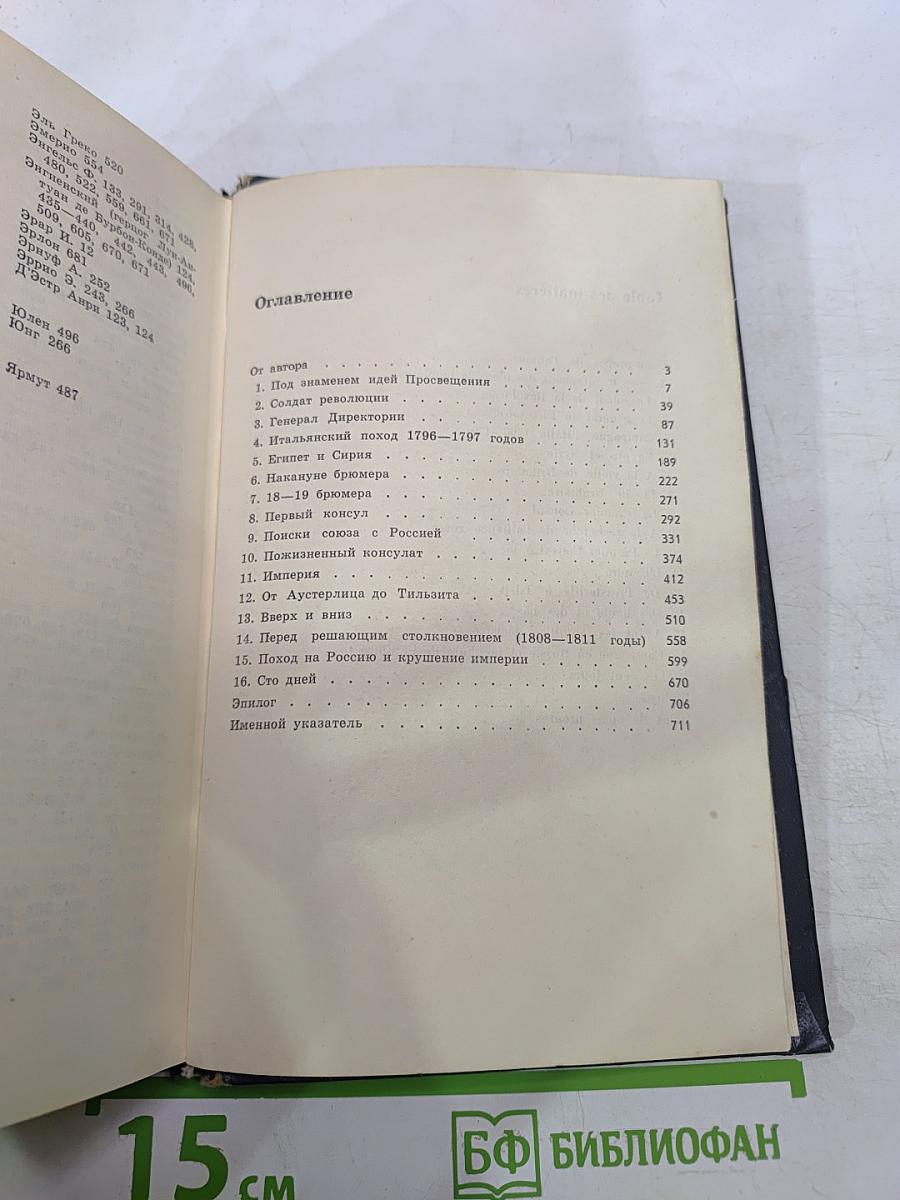 Эль Греко 520
Эмерио 554
Энгельс Ф. 133, 291, 314, 428,
480, 522, 559, 661, 671
Энгиенский (герцог Луи-Ан-
туан де Бурбон-Конде) 124,
435—440, 442, 443, 496,
509, 605, 670, 671
Эрар И. 12
Эрлон 681
Эрнуф А. 252
Эррио Э. 243, 266
Д'Эстр Анри 123, 124
Юлен 496
Юнг 266
Ярмут 487
Оглавление
От автора . . . . . . . . . . . . . . . . . . 3
1. Под знаменем идей Просвещения . . . . . . . . 7
2. Солдат революции . . . . . . . . . . . . . . 39
3. Генерал Директории . . . . . . . . . . . . . 87
4. Итальянский поход 1796—1797 годов . . . . . . 131
5. Египет и Сирия . . . . . . . . . . . . . . . 189
6. Накануне брюмера . . . . . . . . . . . . . . 222
7. 18—19 брюмера . . . . . . . . . . . . . . . 271
8. Первый консул . . . . . . . . . . . . . . . 292
9. Поиски союза с Россией . . . . . . . . . . . 331
10. Пожизненный консулат . . . . . . . . . . . . 374
11. Империя . . . . . . . . . . . . . . . . . . 412
12. От Аустерлица до Тильзита . . . . . . . . . . 453
13. Вверх и вниз . . . . . . . . . . . . . . . . 510
14. Перед решающим столкновением (1808—1811 годы) 558
15. Поход на Россию и крушение империи . . . . . . 599
16. Сто дней . . . . . . . . . . . . . . . . . . 670
Эпилог . . . . . . . . . . . . . . . . . . . . 706
Именной указатель . . . . . . . . . . . . . . . 711
15 см
БФ БИБЛИОФАН